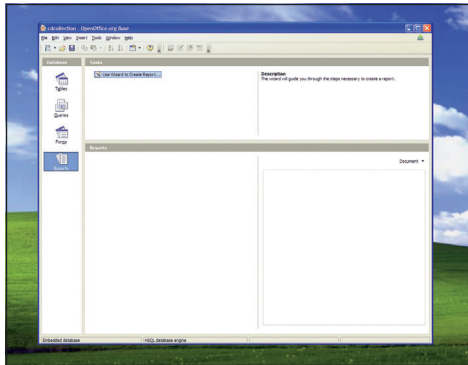 cdcollection : OpenOffice.org Base
File Edit View Insert Tools Window Help
Database
Tasks
Tables
Queries
Forms
Reports
Use Wizard to Create Report...
Description
The wizard will guide you through the steps necessary to create a report.
Reports
Document
Embedded database
HSQL database engine